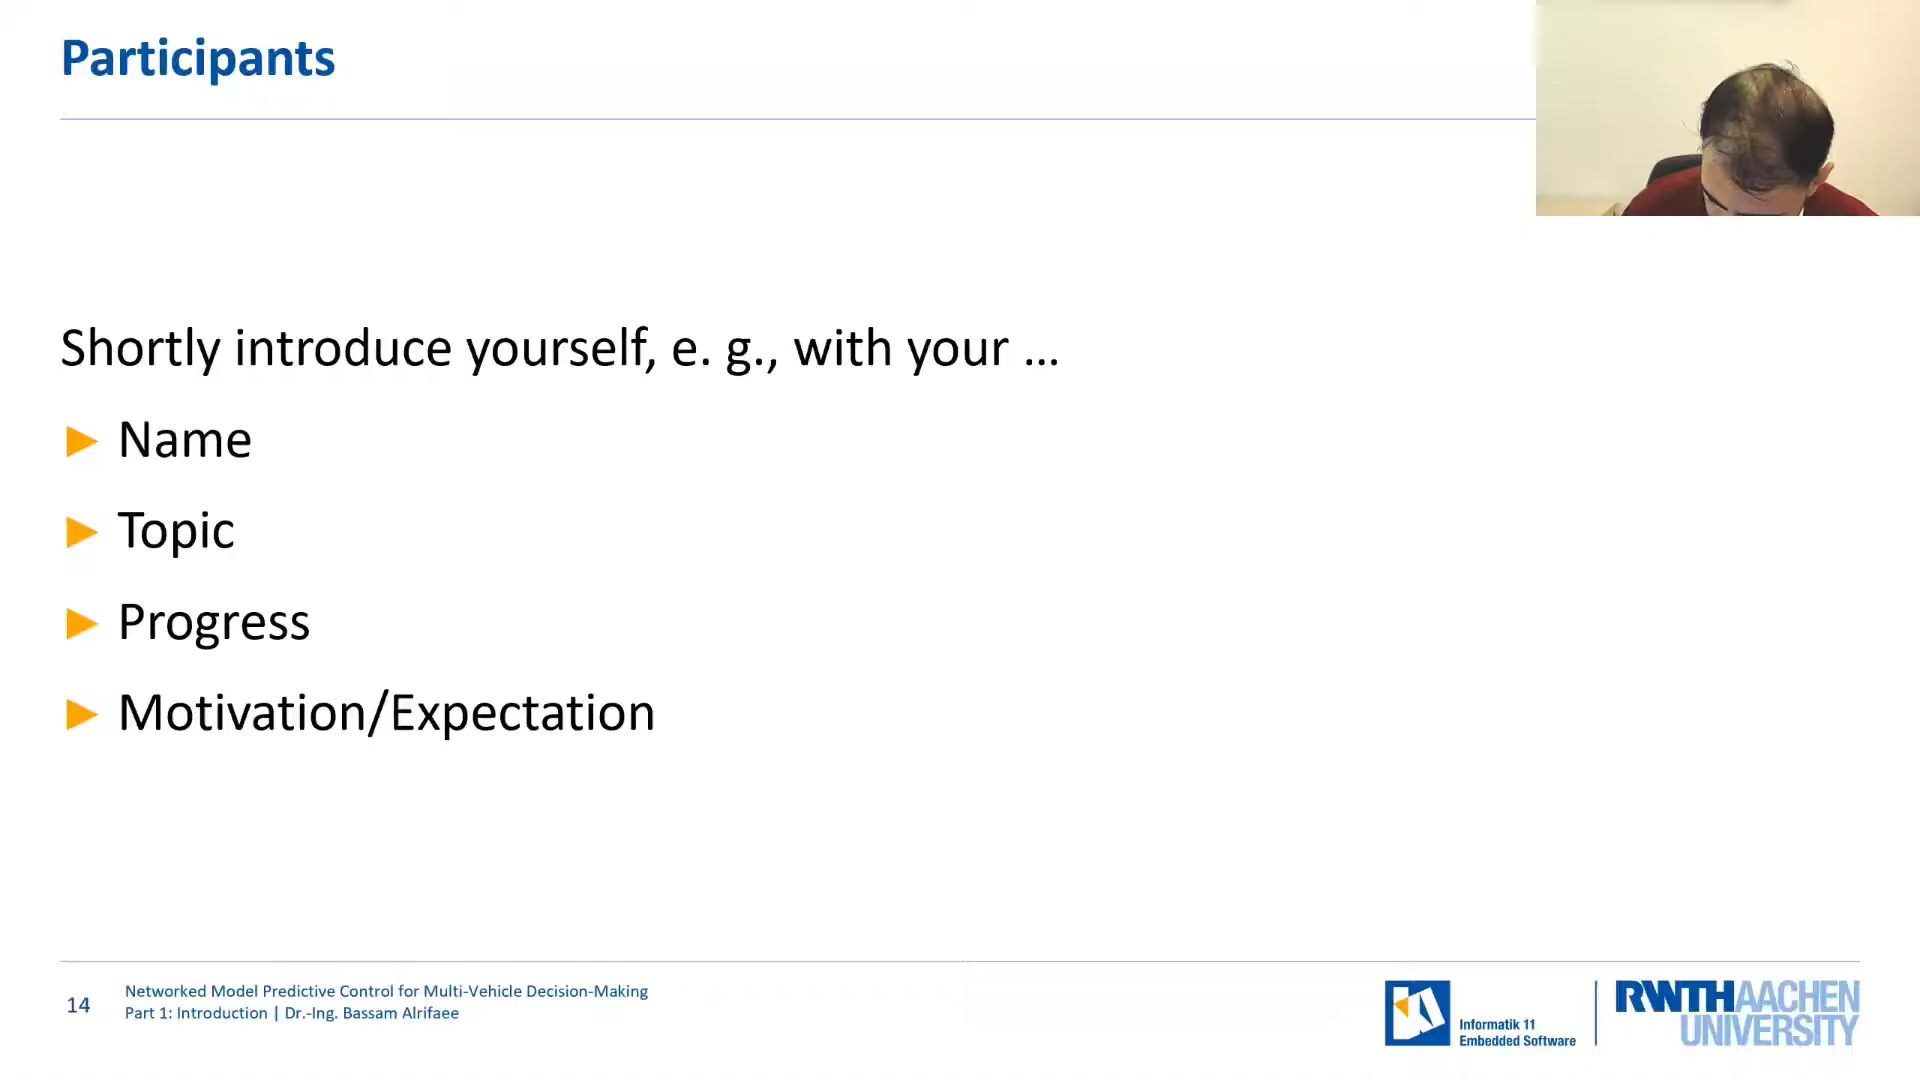 Participants
Shortly introduce yourself, e. g., with your …
Name
Topic
Progress
Motivation/Expectation
14
Networked Model Predictive Control for Multi-Vehicle Decision-Making
Part 1: Introduction | Dr.-Ing. Bassam Alrifaee
Informatik 11
Embedded Software
RWTH AACHEN
UNIVERSITY